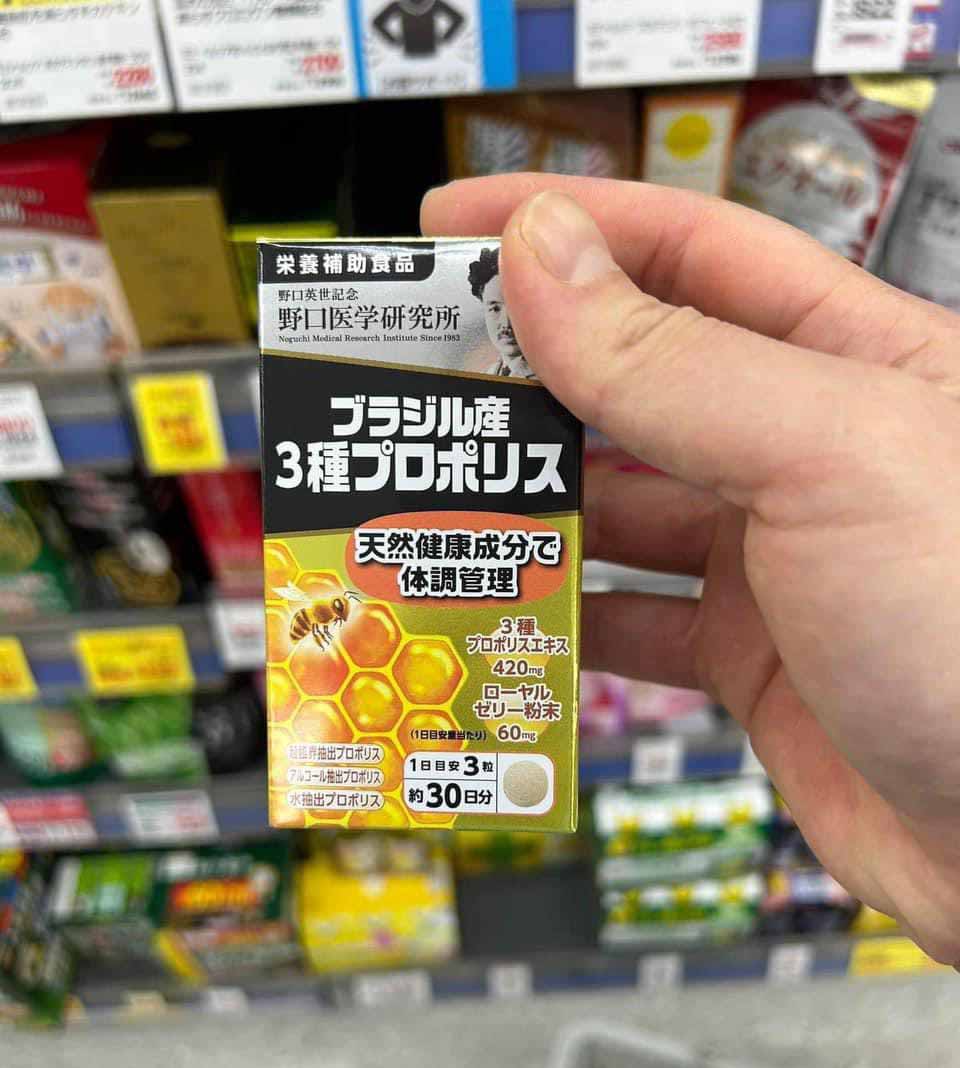 栄養補助食品
野口英世記念
野口医学研究所
Noguchi Medical Research Institute Since 1983
ブラジル産
3種プロポリス
天然健康成分で
体調管理
3種
プロポリスエキス
420mg
ローヤル
ゼリー粉末
60mg
(1日目安量当たり)
超臨界抽出プロポリス
アルコール抽出プロポリス
水抽出プロポリス
1日目安3粒
約30日分